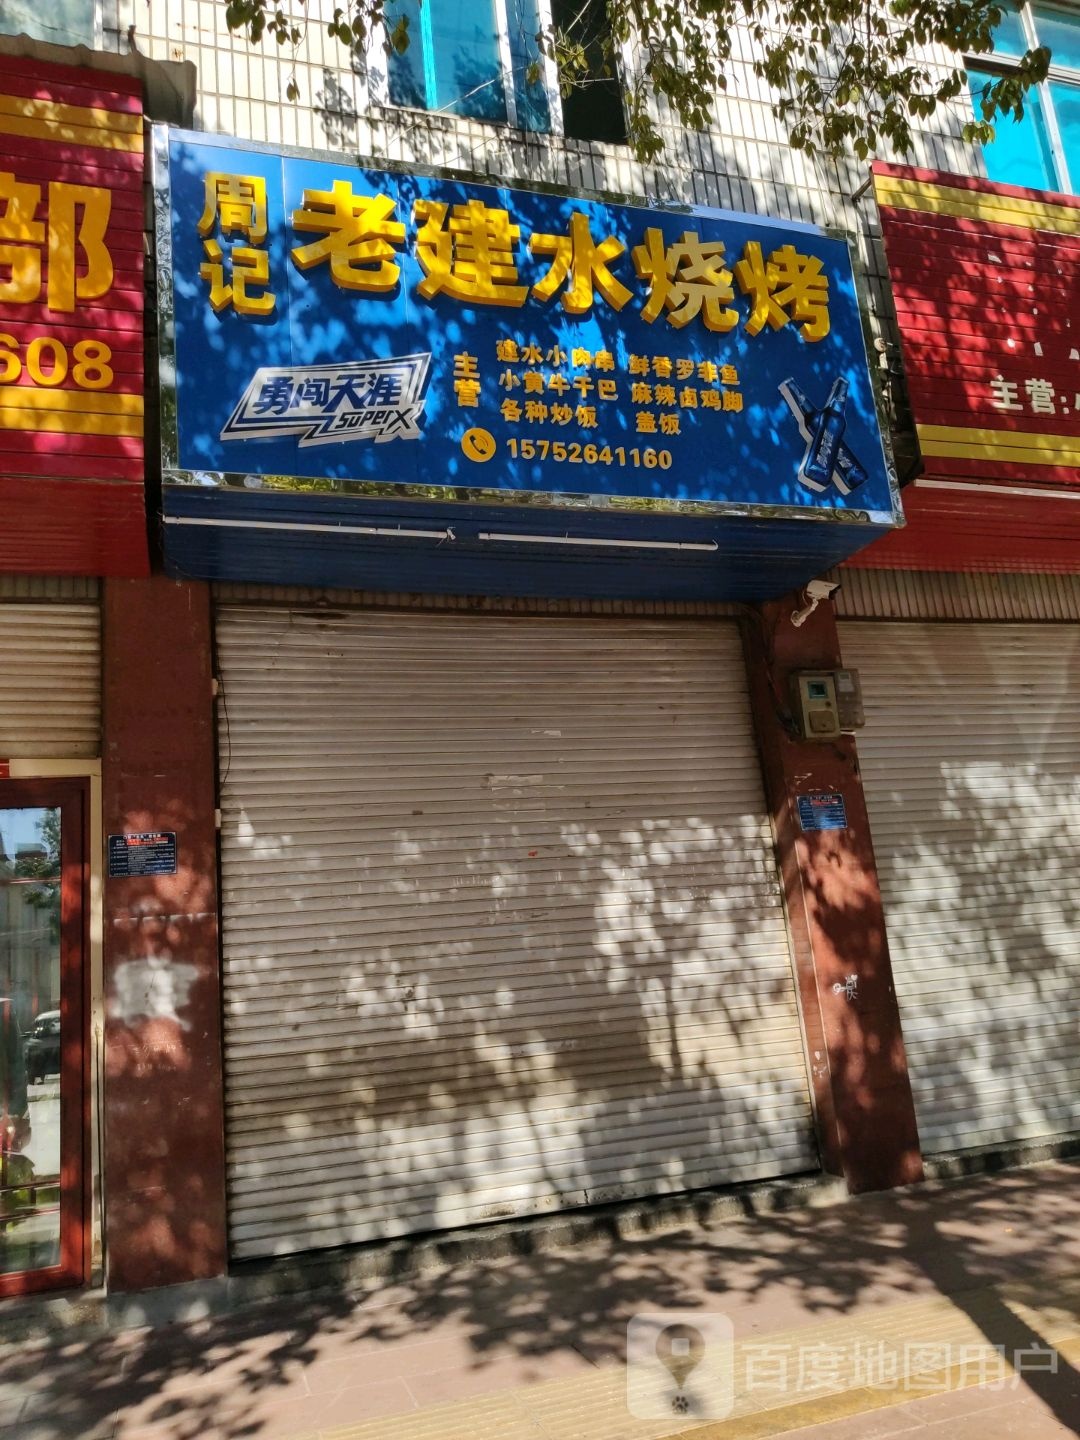 部
608
周记
老建水烧烤
勇闯天涯
SUPERX
主营
建水小肉串 鲜香罗非鱼
小黄牛干巴 麻辣卤鸡脚
各种炒饭 盖饭
15752641160
主营:
百度地图用户